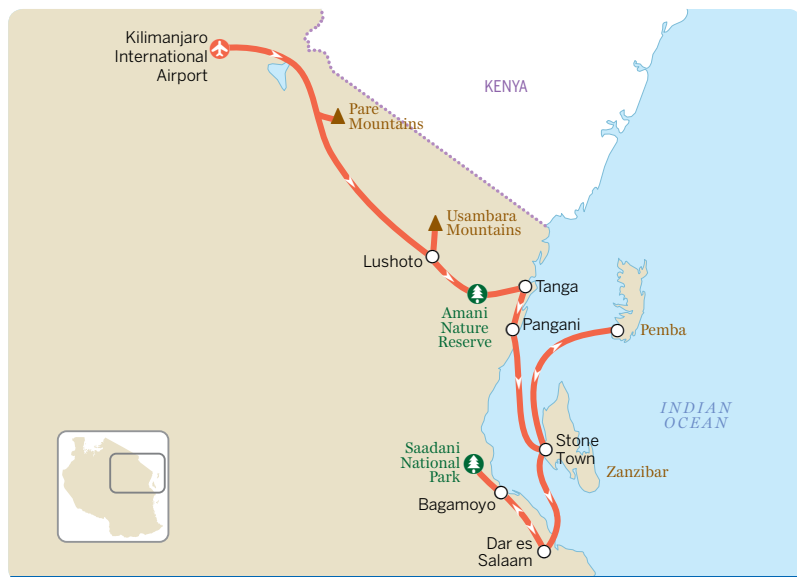 Kilimanjaro
International
Airport
KENYA
Pare
Mountains
Usambara
Mountains
Lushoto
Tanga
Amani
Nature
Reserve
Pangani
Pemba
INDIAN
OCEAN
Stone
Town
Saadani
National
Park
Zanzibar
Bagamoyo
Dar es
Salaam